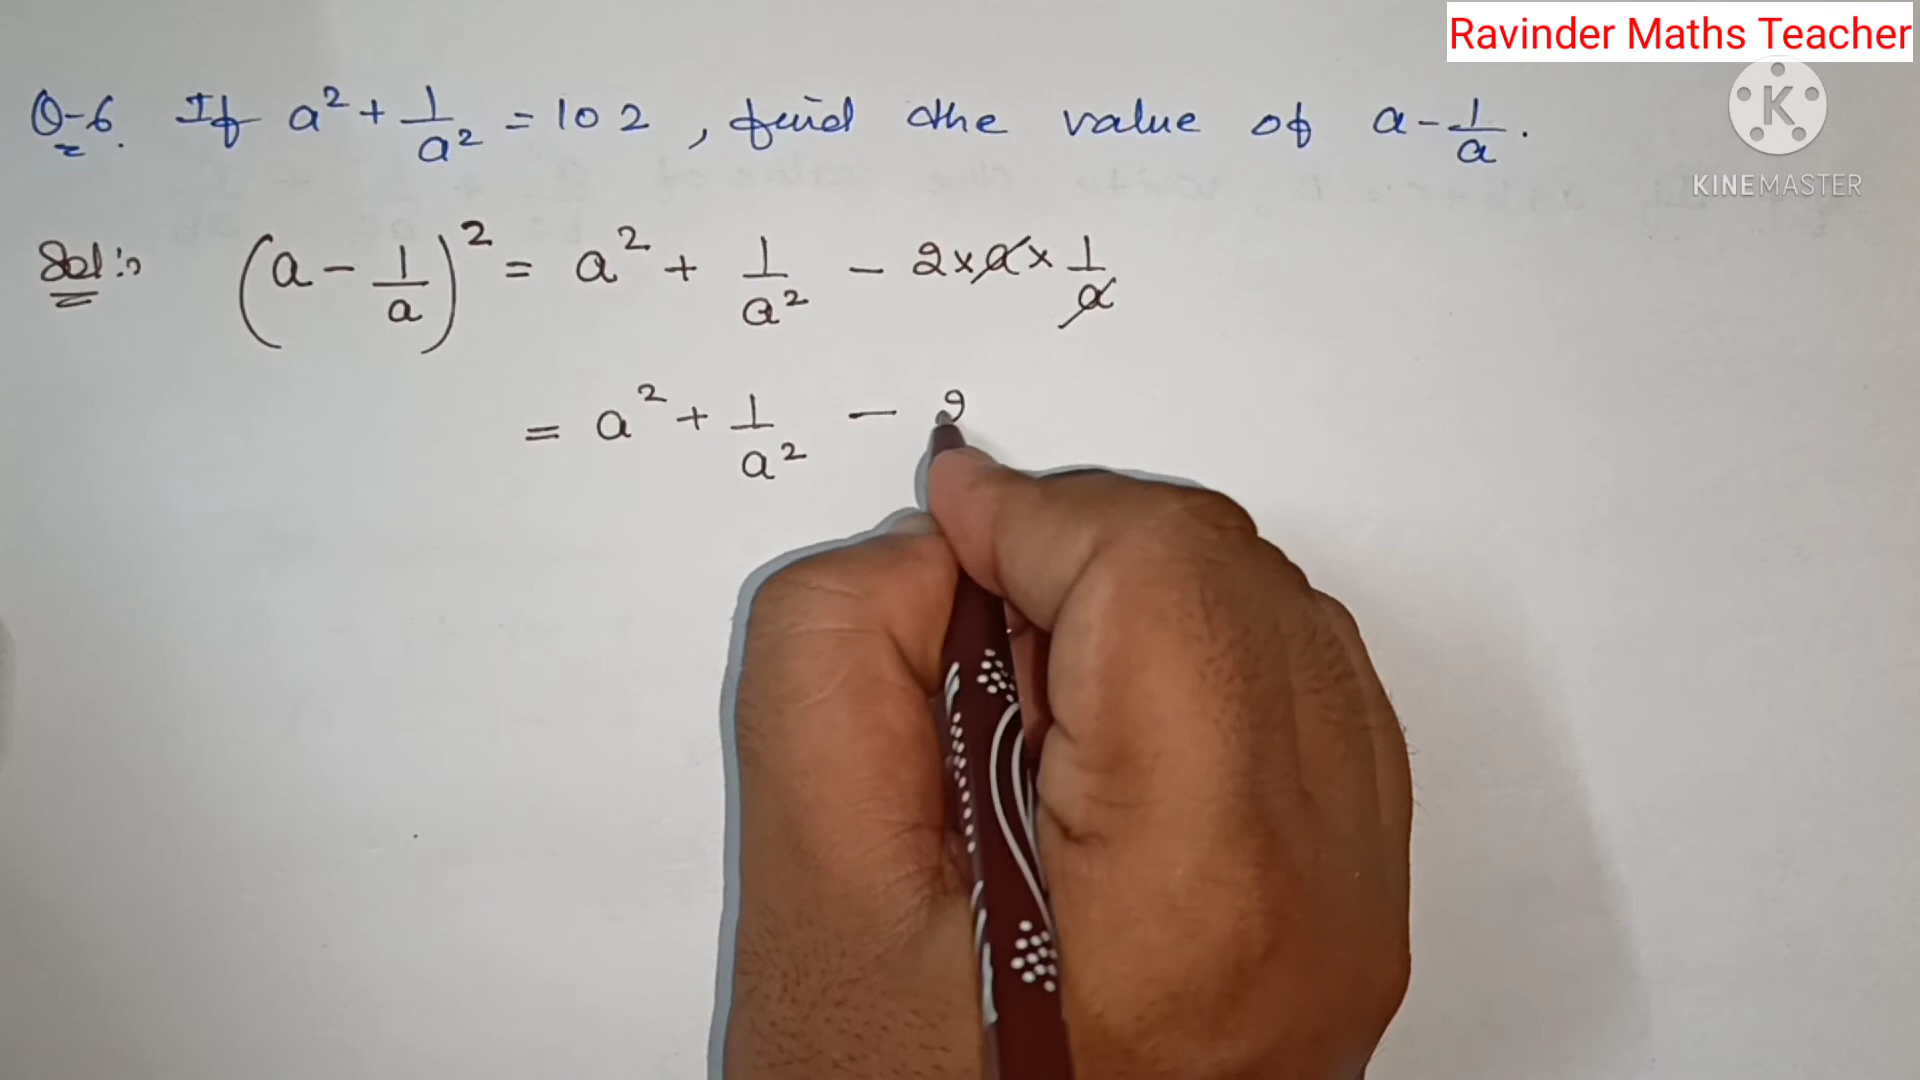 Ravinder Maths Teacher
KINEMASTER
Q-6. If a² + 1/a² = 102, find the value of a - 1/a.
Sol:- (a - 1/a)² = a² + 1/a² - 2 × a × 1/a
= a² + 1/a² -